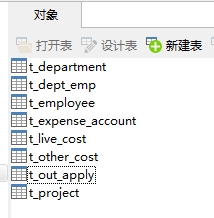 对象
打开表 设计表 新建表
t_department
t_dept_emp
t_employee
t_expense_account
t_live_cost
t_other_cost
t_out_apply
t_project